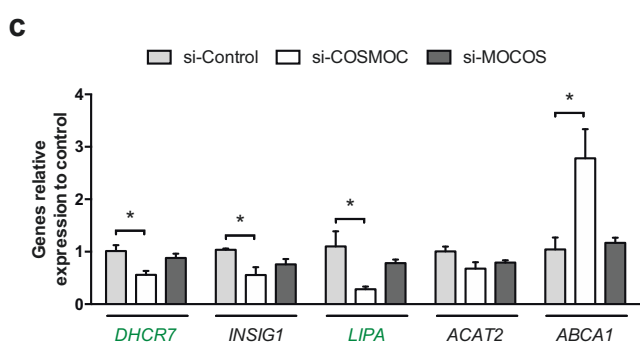 c
si-Control si-COSMOC si-MOCOS
Genes relative
expression to control
4
3
2
1
0
* * * *
DHCR7 INSIG1 LIPA ACAT2 ABCA1